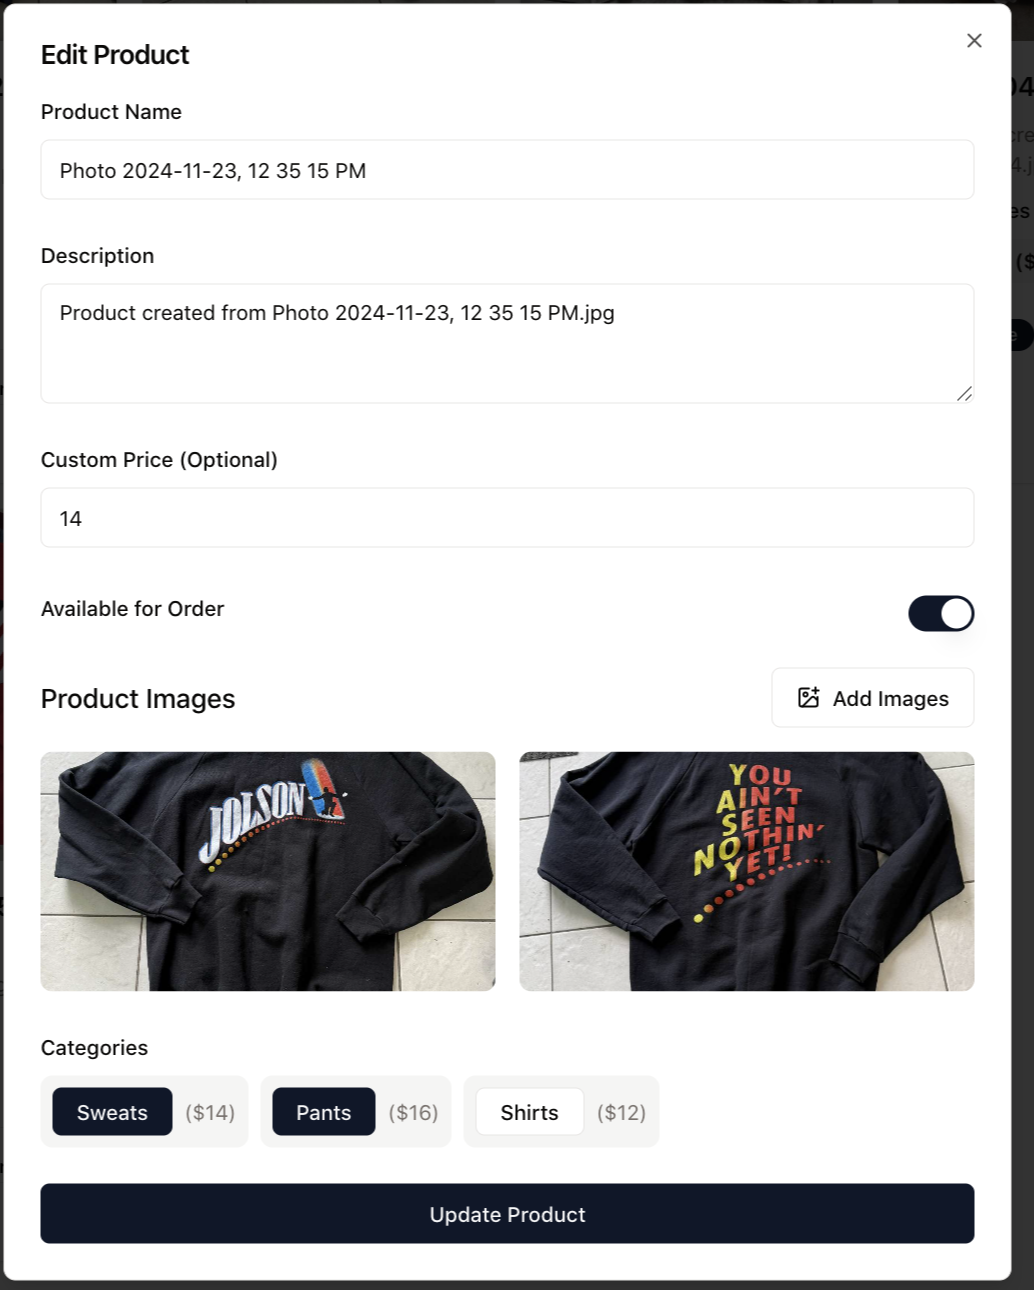 Edit Product
Product Name
Photo 2024-11-23, 12 35 15 PM
Description
Product created from Photo 2024-11-23, 12 35 15 PM.jpg
Custom Price (Optional)
14
Available for Order
Product Images
Add Images
JOLSON
YOU
AIN'T
SEEN
NOTHIN'
YET!
Categories
Sweats ($14) Pants ($16) Shirts ($12)
Update Product